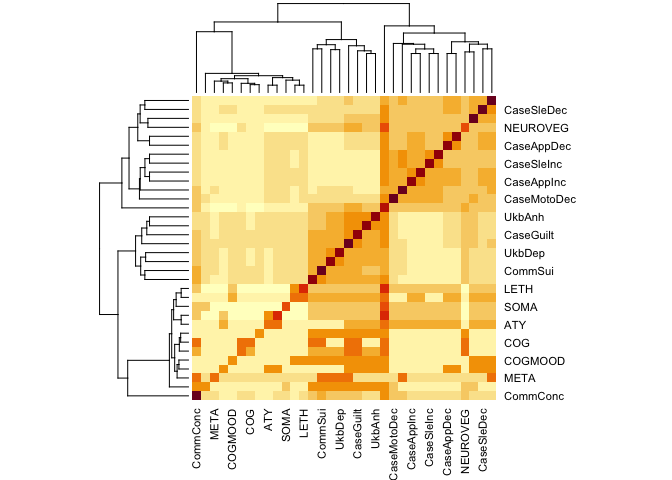 CaseSleDec
NEUROVEG
CaseAppDec
CaseSleInc
CaseAppInc
CaseMotoDec
UkbAnh
CaseGuilt
UkbDep
CommSui
LETH
SOMA
ATY
COG
COGMOOD
META
CommConc
CommConc
META
COGMOOD
COG
ATY
SOMA
LETH
CommSui
UkbDep
CaseGuilt
UkbAnh
CaseMotoDec
CaseAppInc
CaseSleInc
CaseAppDec
NEUROVEG
CaseSleDec